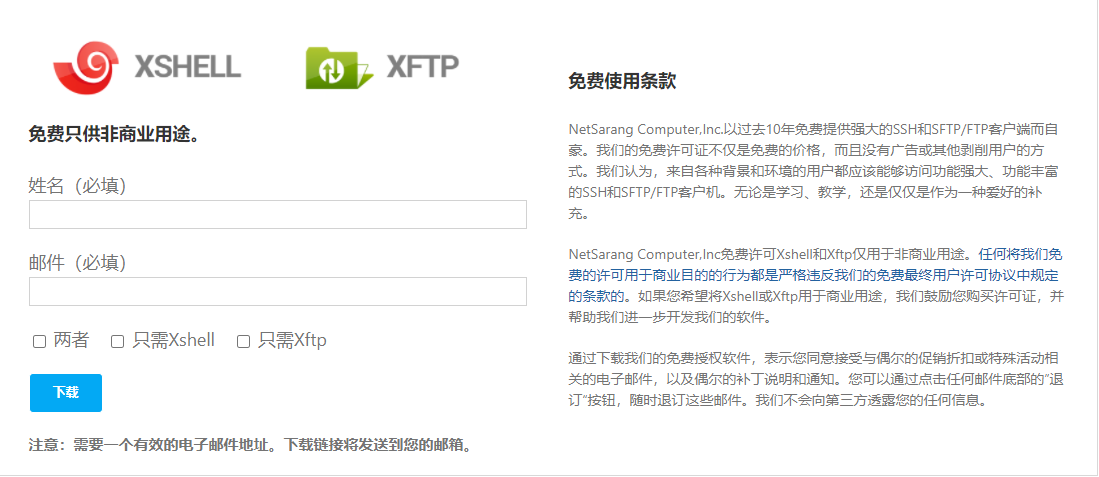 XSHELL
XFTP
免费只供非商业用途。
姓名（必填）
邮件（必填）
两者
只需Xshell
只需Xftp
下载
注意：需要一个有效的电子邮件地址。下载链接将发送到您的邮箱。
免费使用条款
NetSarang Computer,Inc.以过去10年免费提供强大的SSH和SFTP/FTP客户端而自
豪。我们的免费许可证不仅是免费的价格，而且没有广告或其他剥削用户的方
式。我们认为，来自各种背景和环境的用户都应该能够访问功能强大、功能丰富
的SSH和SFTP/FTP客户机。无论是学习、教学，还是仅仅是作为一种爱好的补
充。
NetSarang Computer,Inc免费许可Xshell和Xftp仅用于非商业用途。任何将我们免
费的许可用于商业目的的行为都是严格违反我们的免费最终用户许可协议中规定
的条款的。如果您希望将Xshell或Xftp用于商业用途，我们鼓励您购买许可证，并
帮助我们进一步开发我们的软件。
通过下载我们的免费授权软件，表示您同意接受与偶尔的促销折扣或特殊活动相
关的电子邮件，以及偶尔的补丁说明和通知。您可以通过点击任何邮件底部的”退
订“按钮，随时退订这些邮件。我们不会向第三方透露您的任何信息。